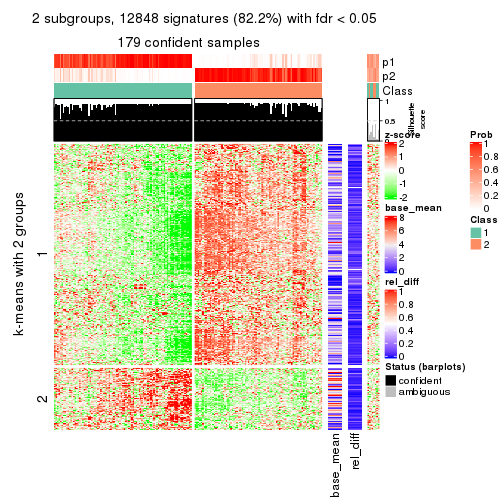 2 subgroups, 12848 signatures (82.2%) with fdr < 0.05
179 confident samples
p1
p2
Class
1
0.5
0
Silhouette
score
k-means with 2 groups
1
2
base_mean
rel_diff
z-score
2
1
0
-1
-2
base_mean
8
6
4
2
0
rel_diff
1
0.8
0.6
0.4
0.2
0
Status (barplots)
confident
ambiguous
Prob
1
0.8
0.6
0.4
0.2
0
Class
1
2